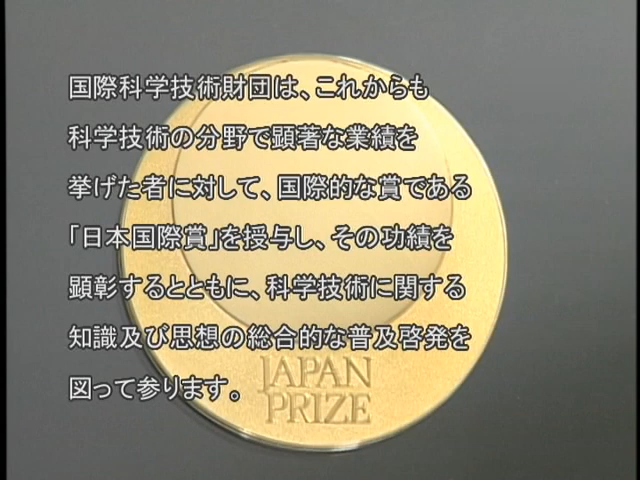 国際科学技術財団は、これからも
科学技術の分野で顕著な業績を
挙げた者に対して、国際的な賞である
「日本国際賞」を授与し、その功績を
顕彰するとともに、科学技術に関する
知識及び思想の総合的な普及啓発を
図って参ります。
JAPAN
PRIZE